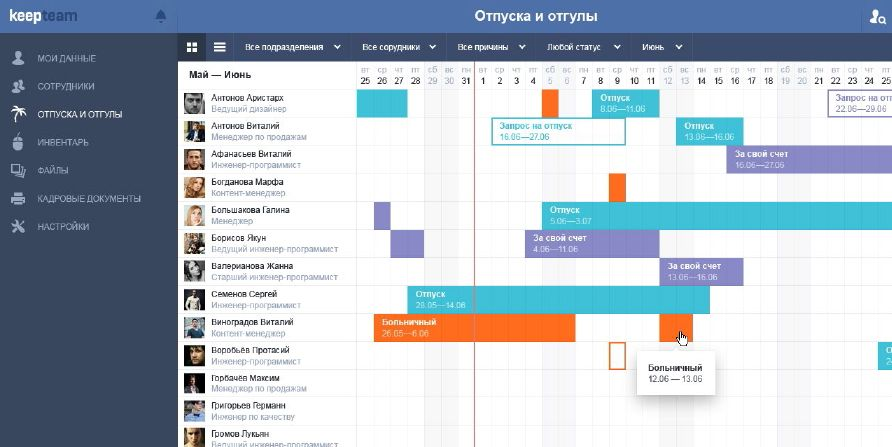 keepteam
Отпуска и отгулы
МОИ ДАННЫЕ
СОТРУДНИКИ
ОТПУСКА И ОТГУЛЫ
ИНВЕНТАРЬ
ФАЙЛЫ
КАДРОВЫЕ ДОКУМЕНТЫ
НАСТРОЙКИ
Все подразделения
Все сорудники
Все причины
Любой статус
Июнь
Май — Июнь
вт ср чт пт сб вс пн вт ср чт пт сб вс пн вт ср чт пт сб вс пн вт ср чт пт сб вс пн вт ср чт
25 26 27 28 29 30 31 1 2 3 4 5 6 7 8 9 10 11 12 13 14 15 16 17 18 19 20 21 22 23 24 25
Антонов Аристарх
Ведущий дизайнер
Отпуск
8.06—11.06
Запрос на отп
22.06—29.06
Антонов Виталий
Менеджер по продажам
Запрос на отпуск
16.06—27.06
Отпуск
13.06—16.06
Афанасьев Виталий
Инженер-программист
За свой счет
16.06—27.06
Богданова Марфа
Контент-менеджер
Большакова Галина
Менеджер
Отпуск
5.06—3.07
Борисов Якун
Ведущий инженер-программист
За свой счет
4.06—11.06
Валерианова Жанна
Старший инженер-программист
За свой счет
13.06—16.06
Семенов Сергей
Инженер-программист
Отпуск
28.05—14.06
Виноградов Виталий
Контент-менеджер
Больничный
26.05—6.06
Воробьёв Протасий
Инженер-программист
Больничный
12.06 — 13.06
Горбачёв Максим
Менеджер по продажам
Григорьев Германн
Инженер по качеству
Громов Лукьян